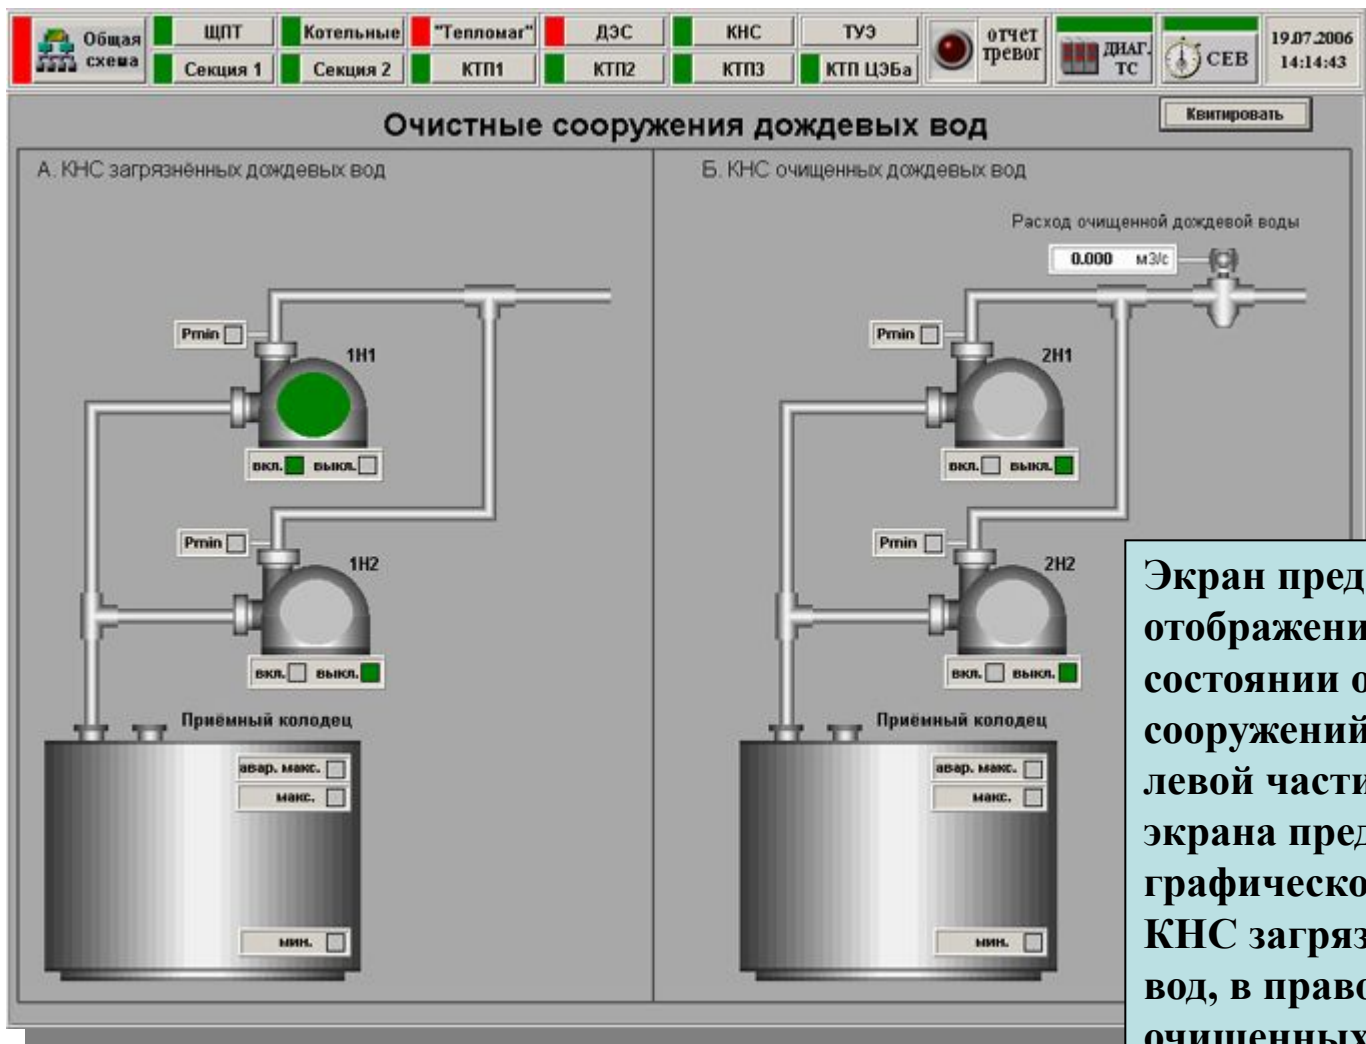 Общая схема
ЩПТ
Котельные
"Тепломаг"
ДЭС
КНС
ТУЭ
Секция 1
Секция 2
КТП1
КТП2
КТП3
КТП ЦЭБа
отчет тревог
ДИАГ. ТС
СЕВ
19.07.2006
14:14:43
Очистные сооружения дождевых вод
Квитировать
А. КНС загрязнённых дождевых вод
Б. КНС очищенных дождевых вод
Расход очищенной дождевой воды
0.000 м3/с
Pmin
1Н1
вкл. выкл.
Pmin
1Н2
вкл. выкл.
Приёмный колодец
авар. макс.
макс.
мин.
Pmin
2Н1
вкл. выкл.
Pmin
2Н2
вкл. выкл.
Приёмный колодец
авар. макс.
макс.
мин.
Экран пред
отображени
состоянии о
сооружений
левой части
экрана пред
графическо
КНС загряз
вод, в право
очищенных